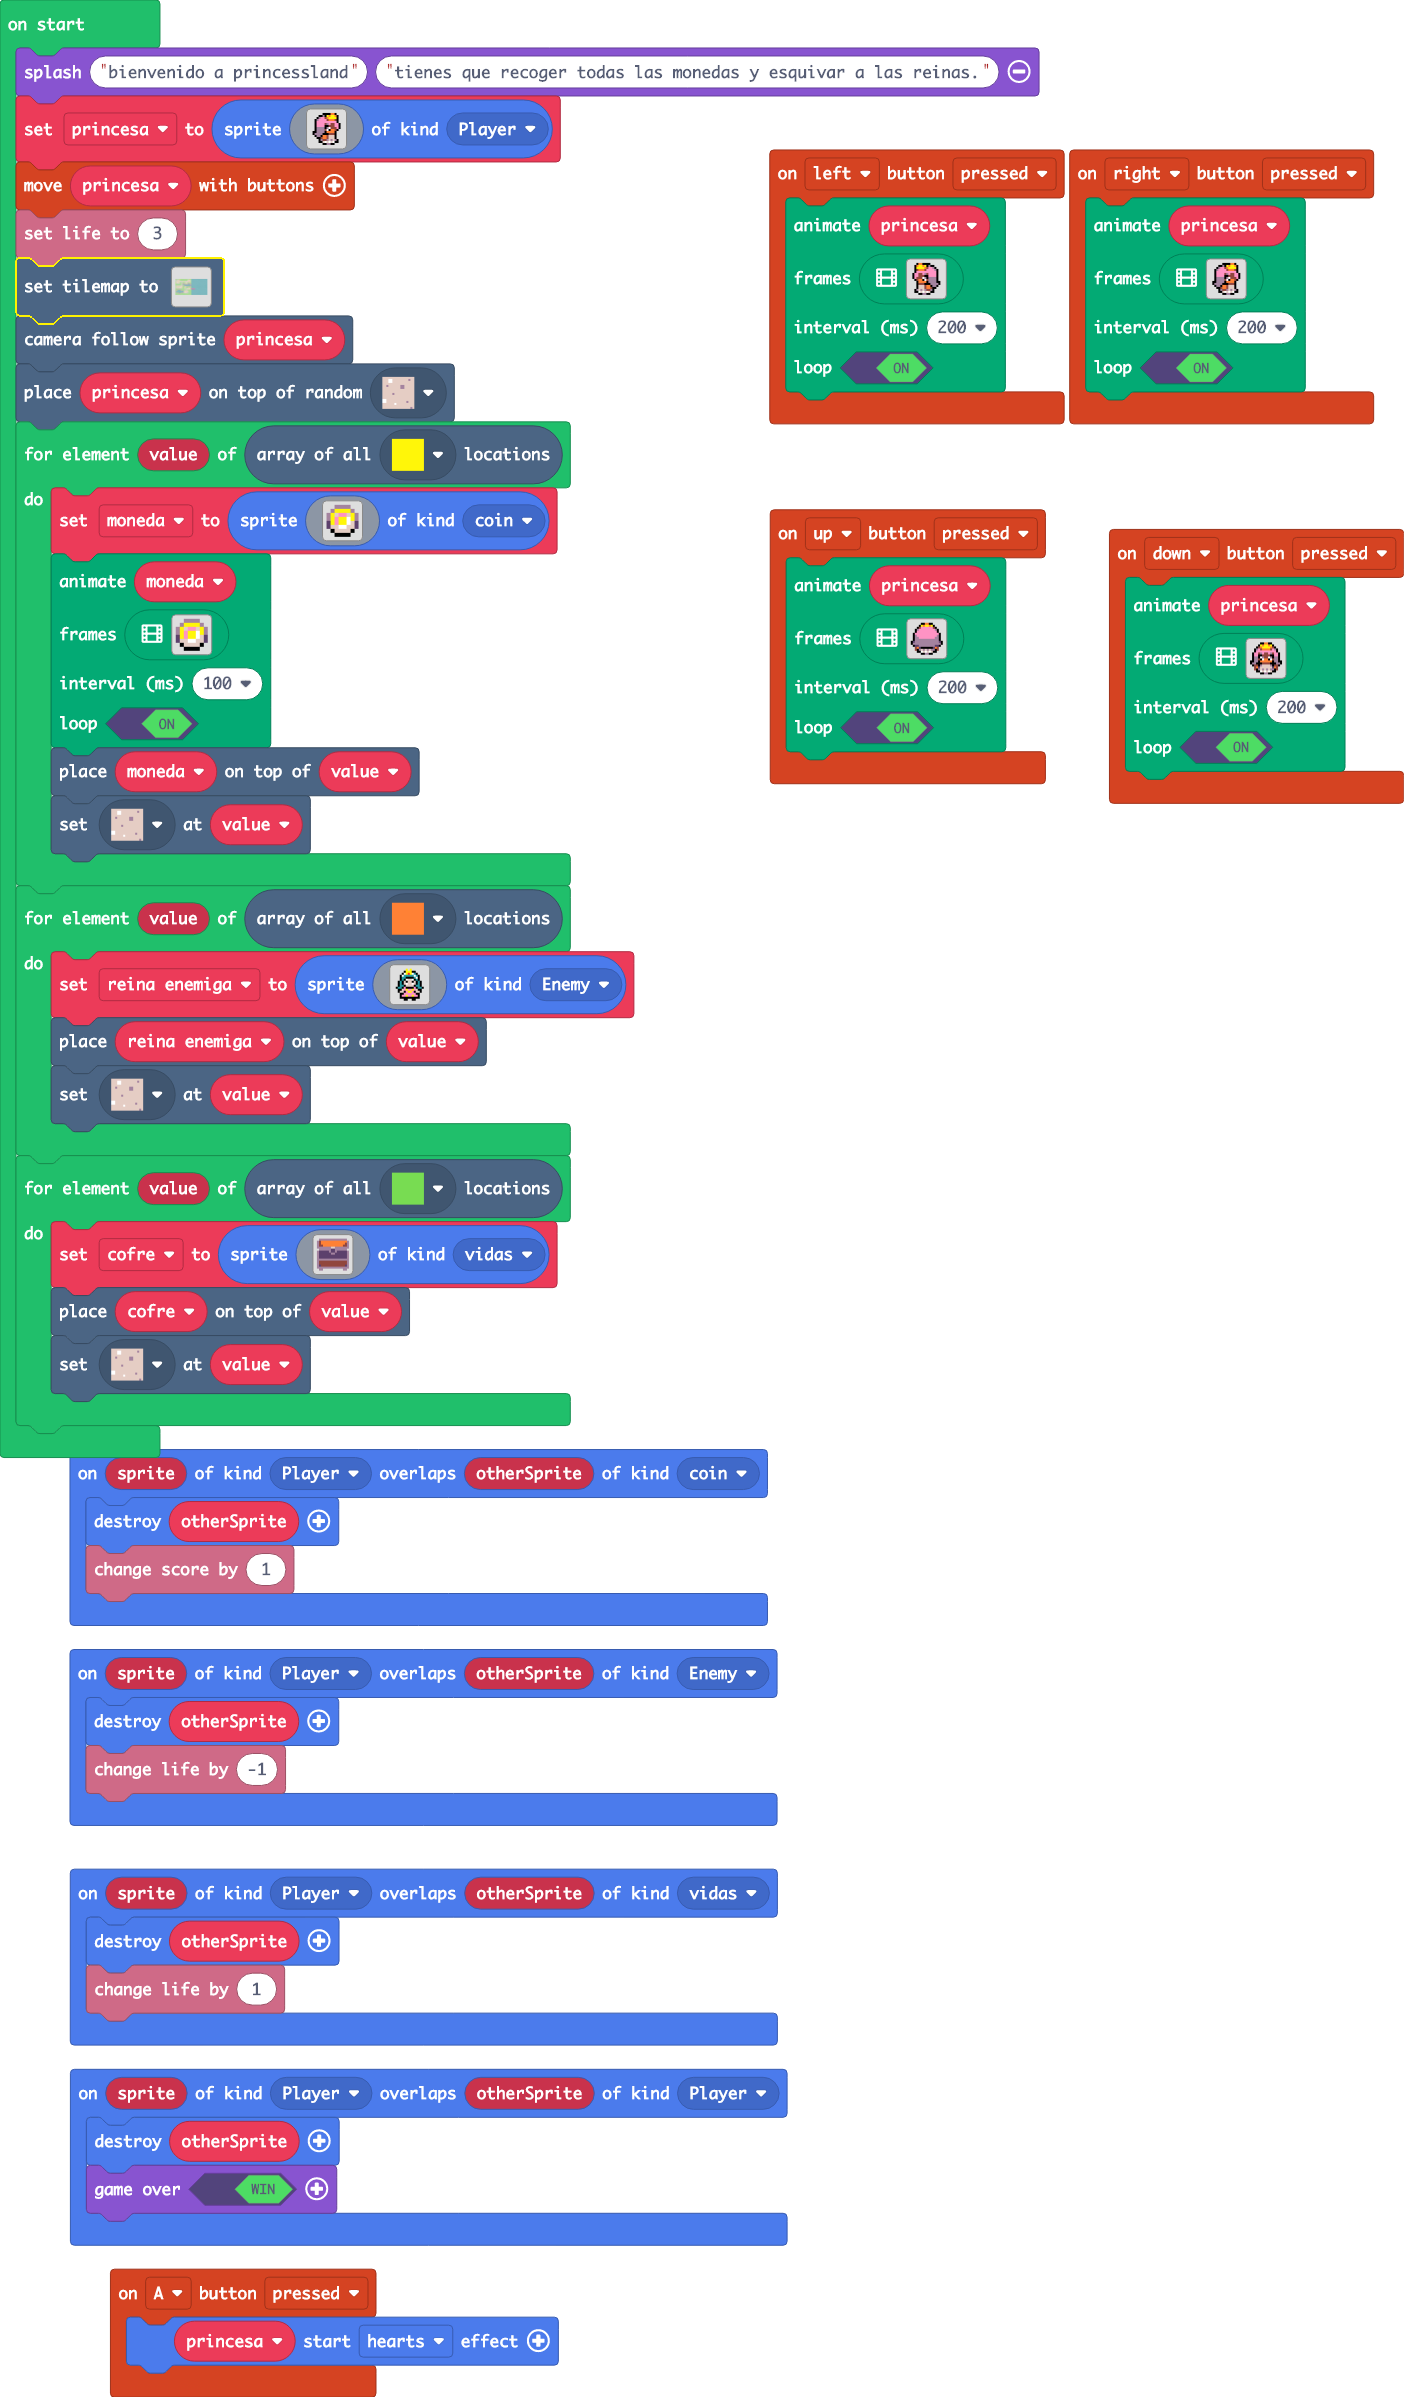 on start
splash "bienvenido a princessland" "tienes que recoger todas las monedas y esquivar a las reinas."
set princesa to sprite of kind Player
move princesa with buttons
set life to 3
set tilemap to
camera follow sprite princesa
place princesa on top of random
for element value of array of all locations
do
set moneda to sprite of kind coin
animate moneda
frames
interval (ms) 100
loop ON
place moneda on top of value
set at value
for element value of array of all locations
do
set reina enemiga to sprite of kind Enemy
place reina enemiga on top of value
set at value
for element value of array of all locations
do
set cofre to sprite of kind vidas
place cofre on top of value
set at value
on sprite of kind Player overlaps otherSprite of kind coin
destroy otherSprite
change score by 1
on sprite of kind Player overlaps otherSprite of kind Enemy
destroy otherSprite
change life by -1
on sprite of kind Player overlaps otherSprite of kind vidas
destroy otherSprite
change life by 1
on sprite of kind Player overlaps otherSprite of kind Player
destroy otherSprite
game over WIN
on A button pressed
princesa start hearts effect
on left button pressed
animate princesa
frames
interval (ms) 200
loop ON
on right button pressed
animate princesa
frames
interval (ms) 200
loop ON
on up button pressed
animate princesa
frames
interval (ms) 200
loop ON
on down button pressed
animate princesa
frames
interval (ms) 200
loop ON